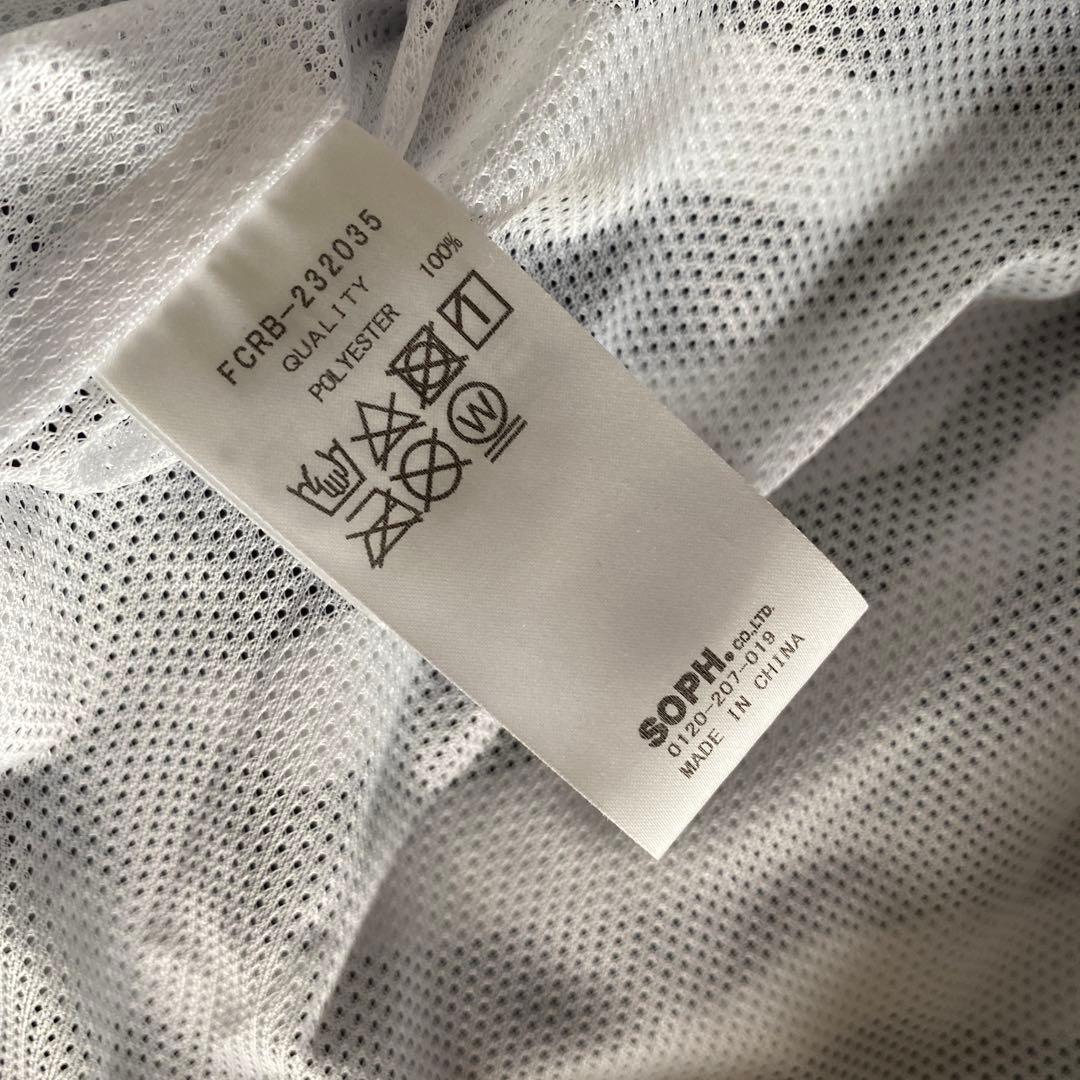 FCRB-232035
QUALITY
POLYESTER 100%
W
SOPH. CO.,LTD.
0120-207-019
MADE IN CHINA